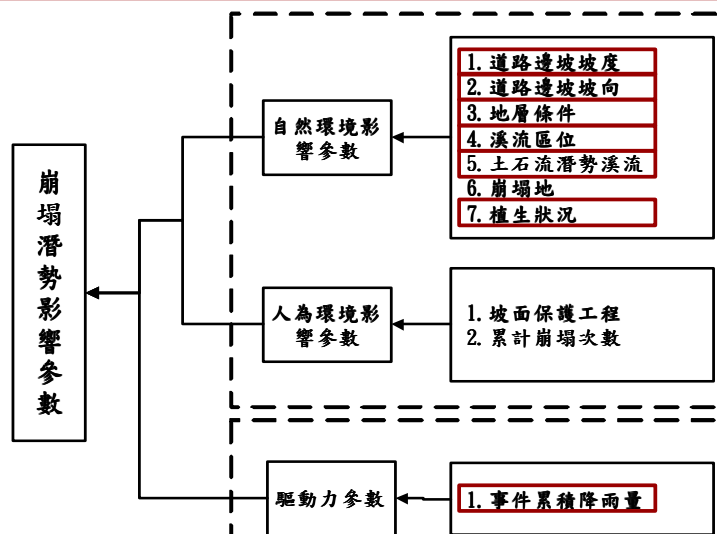 崩塌潛勢影響參數
自然環境影
響參數
1. 道路邊坡坡度
2. 道路邊坡坡向
3. 地層條件
4. 溪流區位
5. 土石流潛勢溪流
6. 崩塌地
7. 植生狀況
人為環境影
響參數
1. 坡面保護工程
2. 累計崩塌次數
驅動力參數
1. 事件累積降雨量